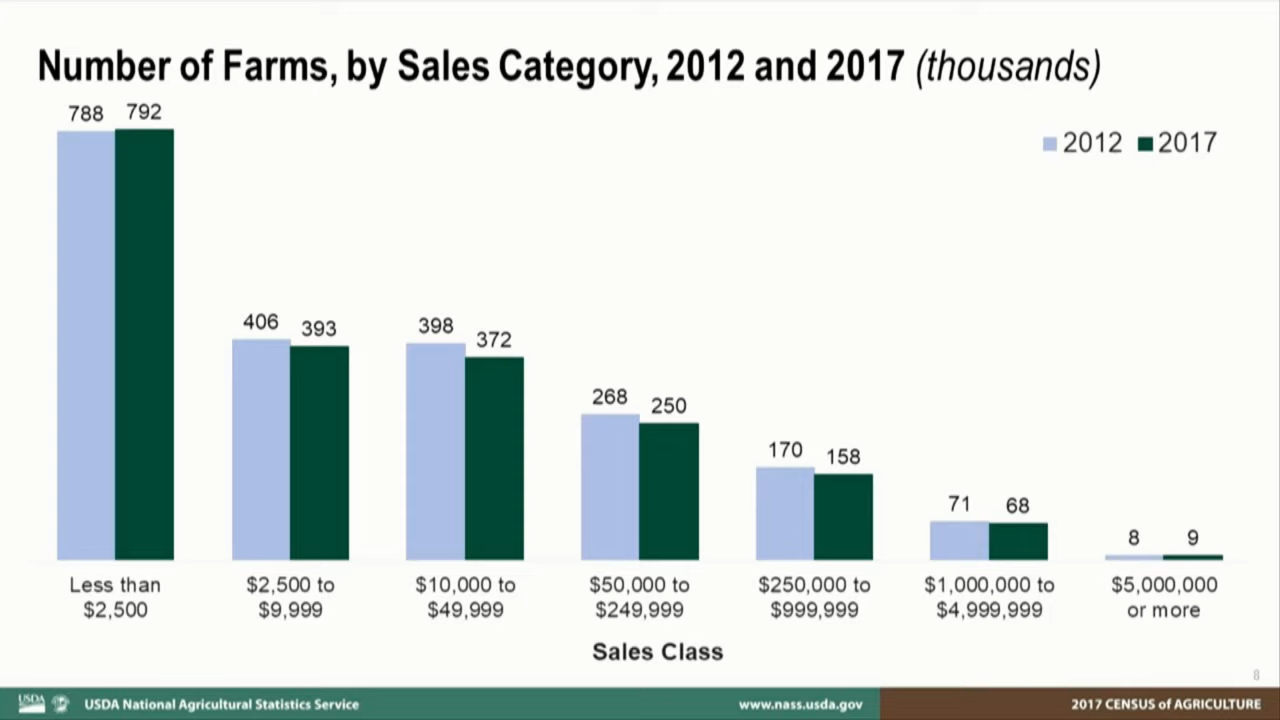 Number of Farms, by Sales Category, 2012 and 2017 (thousands)
2012 2017
788 792
406 393
398 372
268 250
170 158
71 68
8 9
Less than
$2,500
$2,500 to
$9,999
$10,000 to
$49,999
$50,000 to
$249,999
$250,000 to
$999,999
$1,000,000 to
$4,999,999
$5,000,000
or more
Sales Class
8
USDA
USDA National Agricultural Statistics Service
www.nass.usda.gov
2017 CENSUS of AGRICULTURE